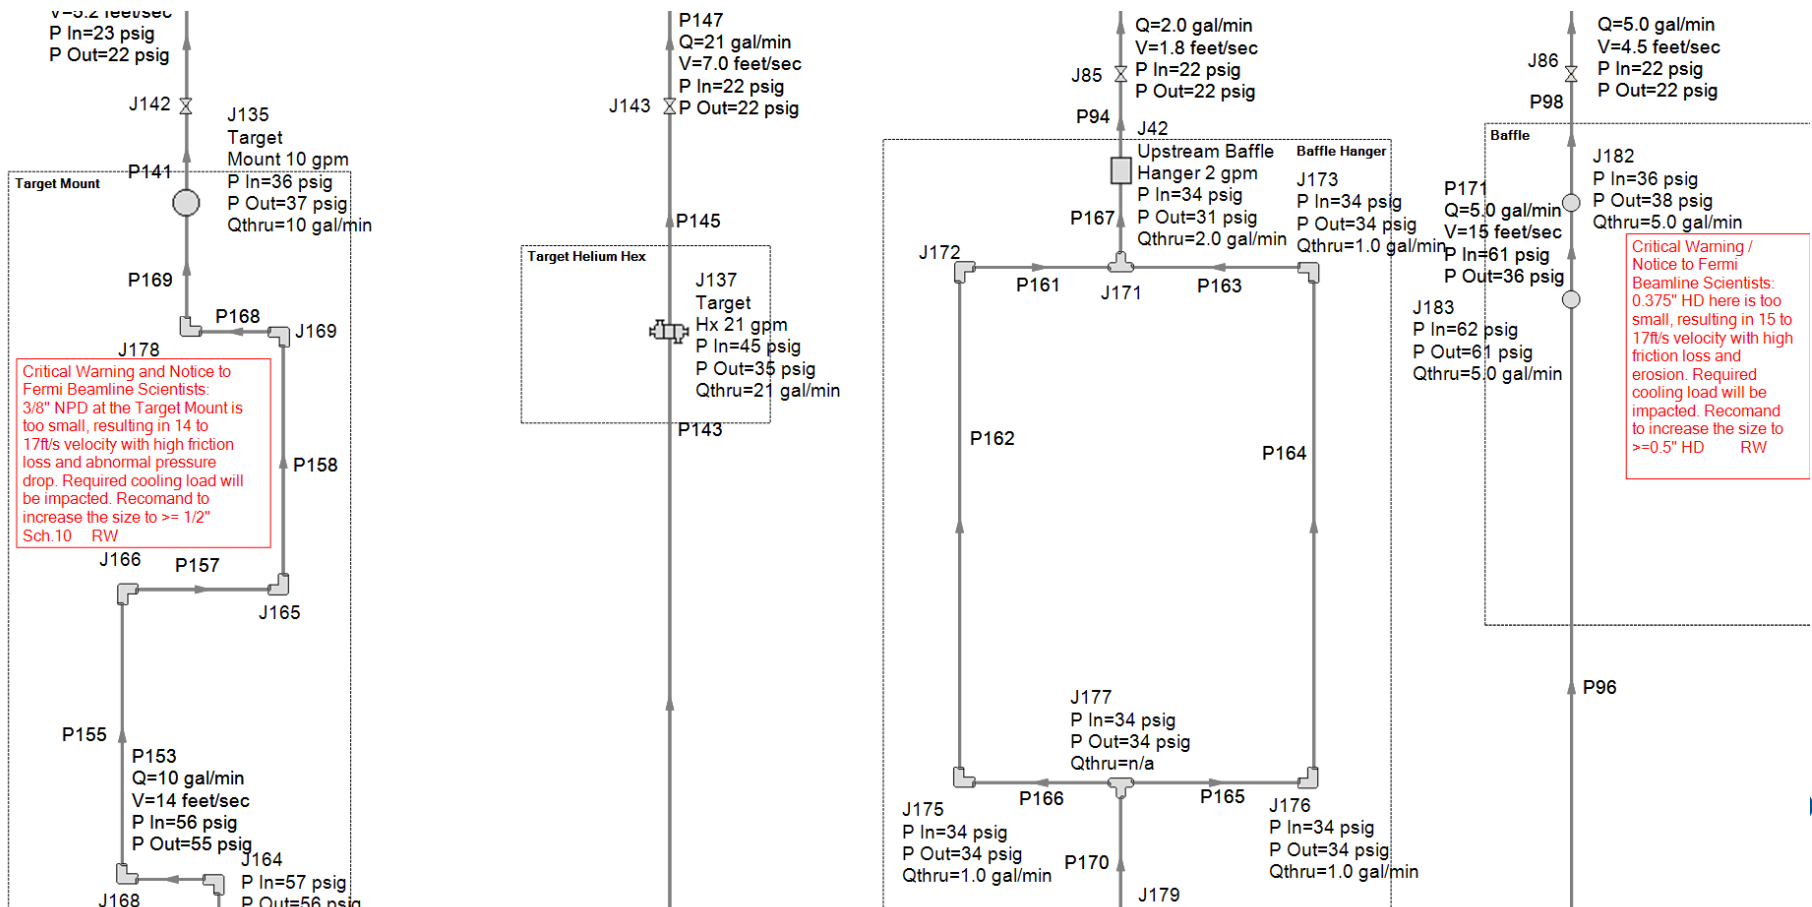 V=5.2 feet/sec
P In=23 psig
P Out=22 psig
J142
J135
Target
Mount 10 gpm
P In=36 psig
P Out=37 psig
Qthru=10 gal/min
P141
Target Mount
P169
P168
J169
J178
Critical Warning and Notice to
Fermi Beamline Scientists:
3/8" NPD at the Target Mount is
too small, resulting in 14 to
17ft/s velocity with high friction
loss and abnormal pressure
drop. Required cooling load will
be impacted. Recomand to
increase the size to >= 1/2"
Sch.10 RW
P158
J166
P157
J165
P155
P153
Q=10 gal/min
V=14 feet/sec
P In=56 psig
P Out=55 psig
J164
P In=57 psig
P Out=56 psig
J168
P147
Q=21 gal/min
V=7.0 feet/sec
P In=22 psig
P Out=22 psig
J143
P145
Target Helium Hex
J137
Target
Hx 21 gpm
P In=45 psig
P Out=35 psig
Qthru=21 gal/min
P143
Q=2.0 gal/min
V=1.8 feet/sec
P In=22 psig
P Out=22 psig
J85
P94
J42
Upstream Baffle
Hanger 2 gpm
P In=34 psig
P Out=31 psig
Qthru=2.0 gal/min
Baffle Hanger
J173
P In=34 psig
P Out=34 psig
Qthru=1.0 gal/min
P167
J172
P161
J171
P163
P162
P164
J177
P In=34 psig
P Out=34 psig
Qthru=n/a
P166
P165
J175
P In=34 psig
P Out=34 psig
Qthru=1.0 gal/min
J176
P In=34 psig
P Out=34 psig
Qthru=1.0 gal/min
P170
J179
Q=5.0 gal/min
V=4.5 feet/sec
P In=22 psig
P Out=22 psig
J86
P98
Baffle
J182
P In=36 psig
P Out=38 psig
Qthru=5.0 gal/min
P171
Q=5.0 gal/min
V=15 feet/sec
P In=61 psig
P Out=36 psig
J183
P In=62 psig
P Out=61 psig
Qthru=5.0 gal/min
Critical Warning /
Notice to Fermi
Beamline Scientists:
0.375" HD here is too
small, resulting in 15 to
17ft/s velocity with high
friction loss and
erosion. Required
cooling load will be
impacted. Recomand
to increase the size to
>=0.5" HD RW
P96